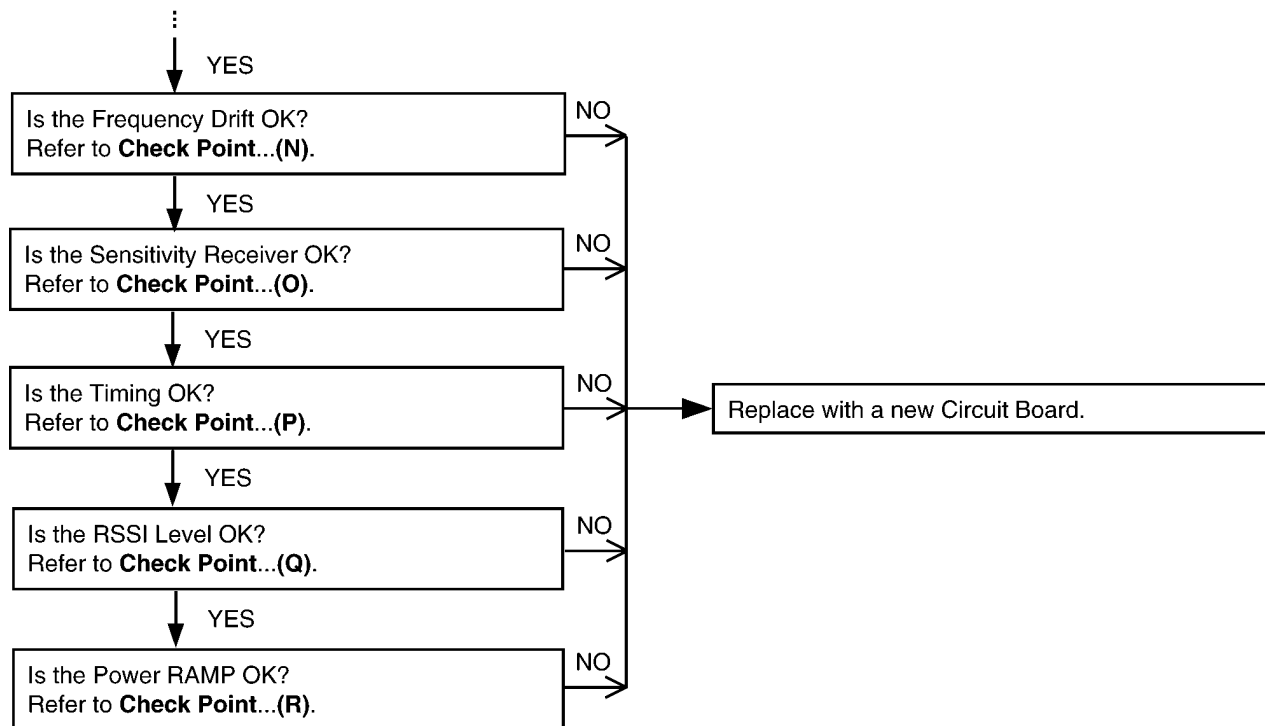 ⋮
YES
Is the Frequency Drift OK?
Refer to Check Point...(N).
NO
YES
Is the Sensitivity Receiver OK?
Refer to Check Point...(O).
NO
YES
Is the Timing OK?
Refer to Check Point...(P).
NO
Replace with a new Circuit Board.
YES
Is the RSSI Level OK?
Refer to Check Point...(Q).
NO
YES
Is the Power RAMP OK?
Refer to Check Point...(R).
NO